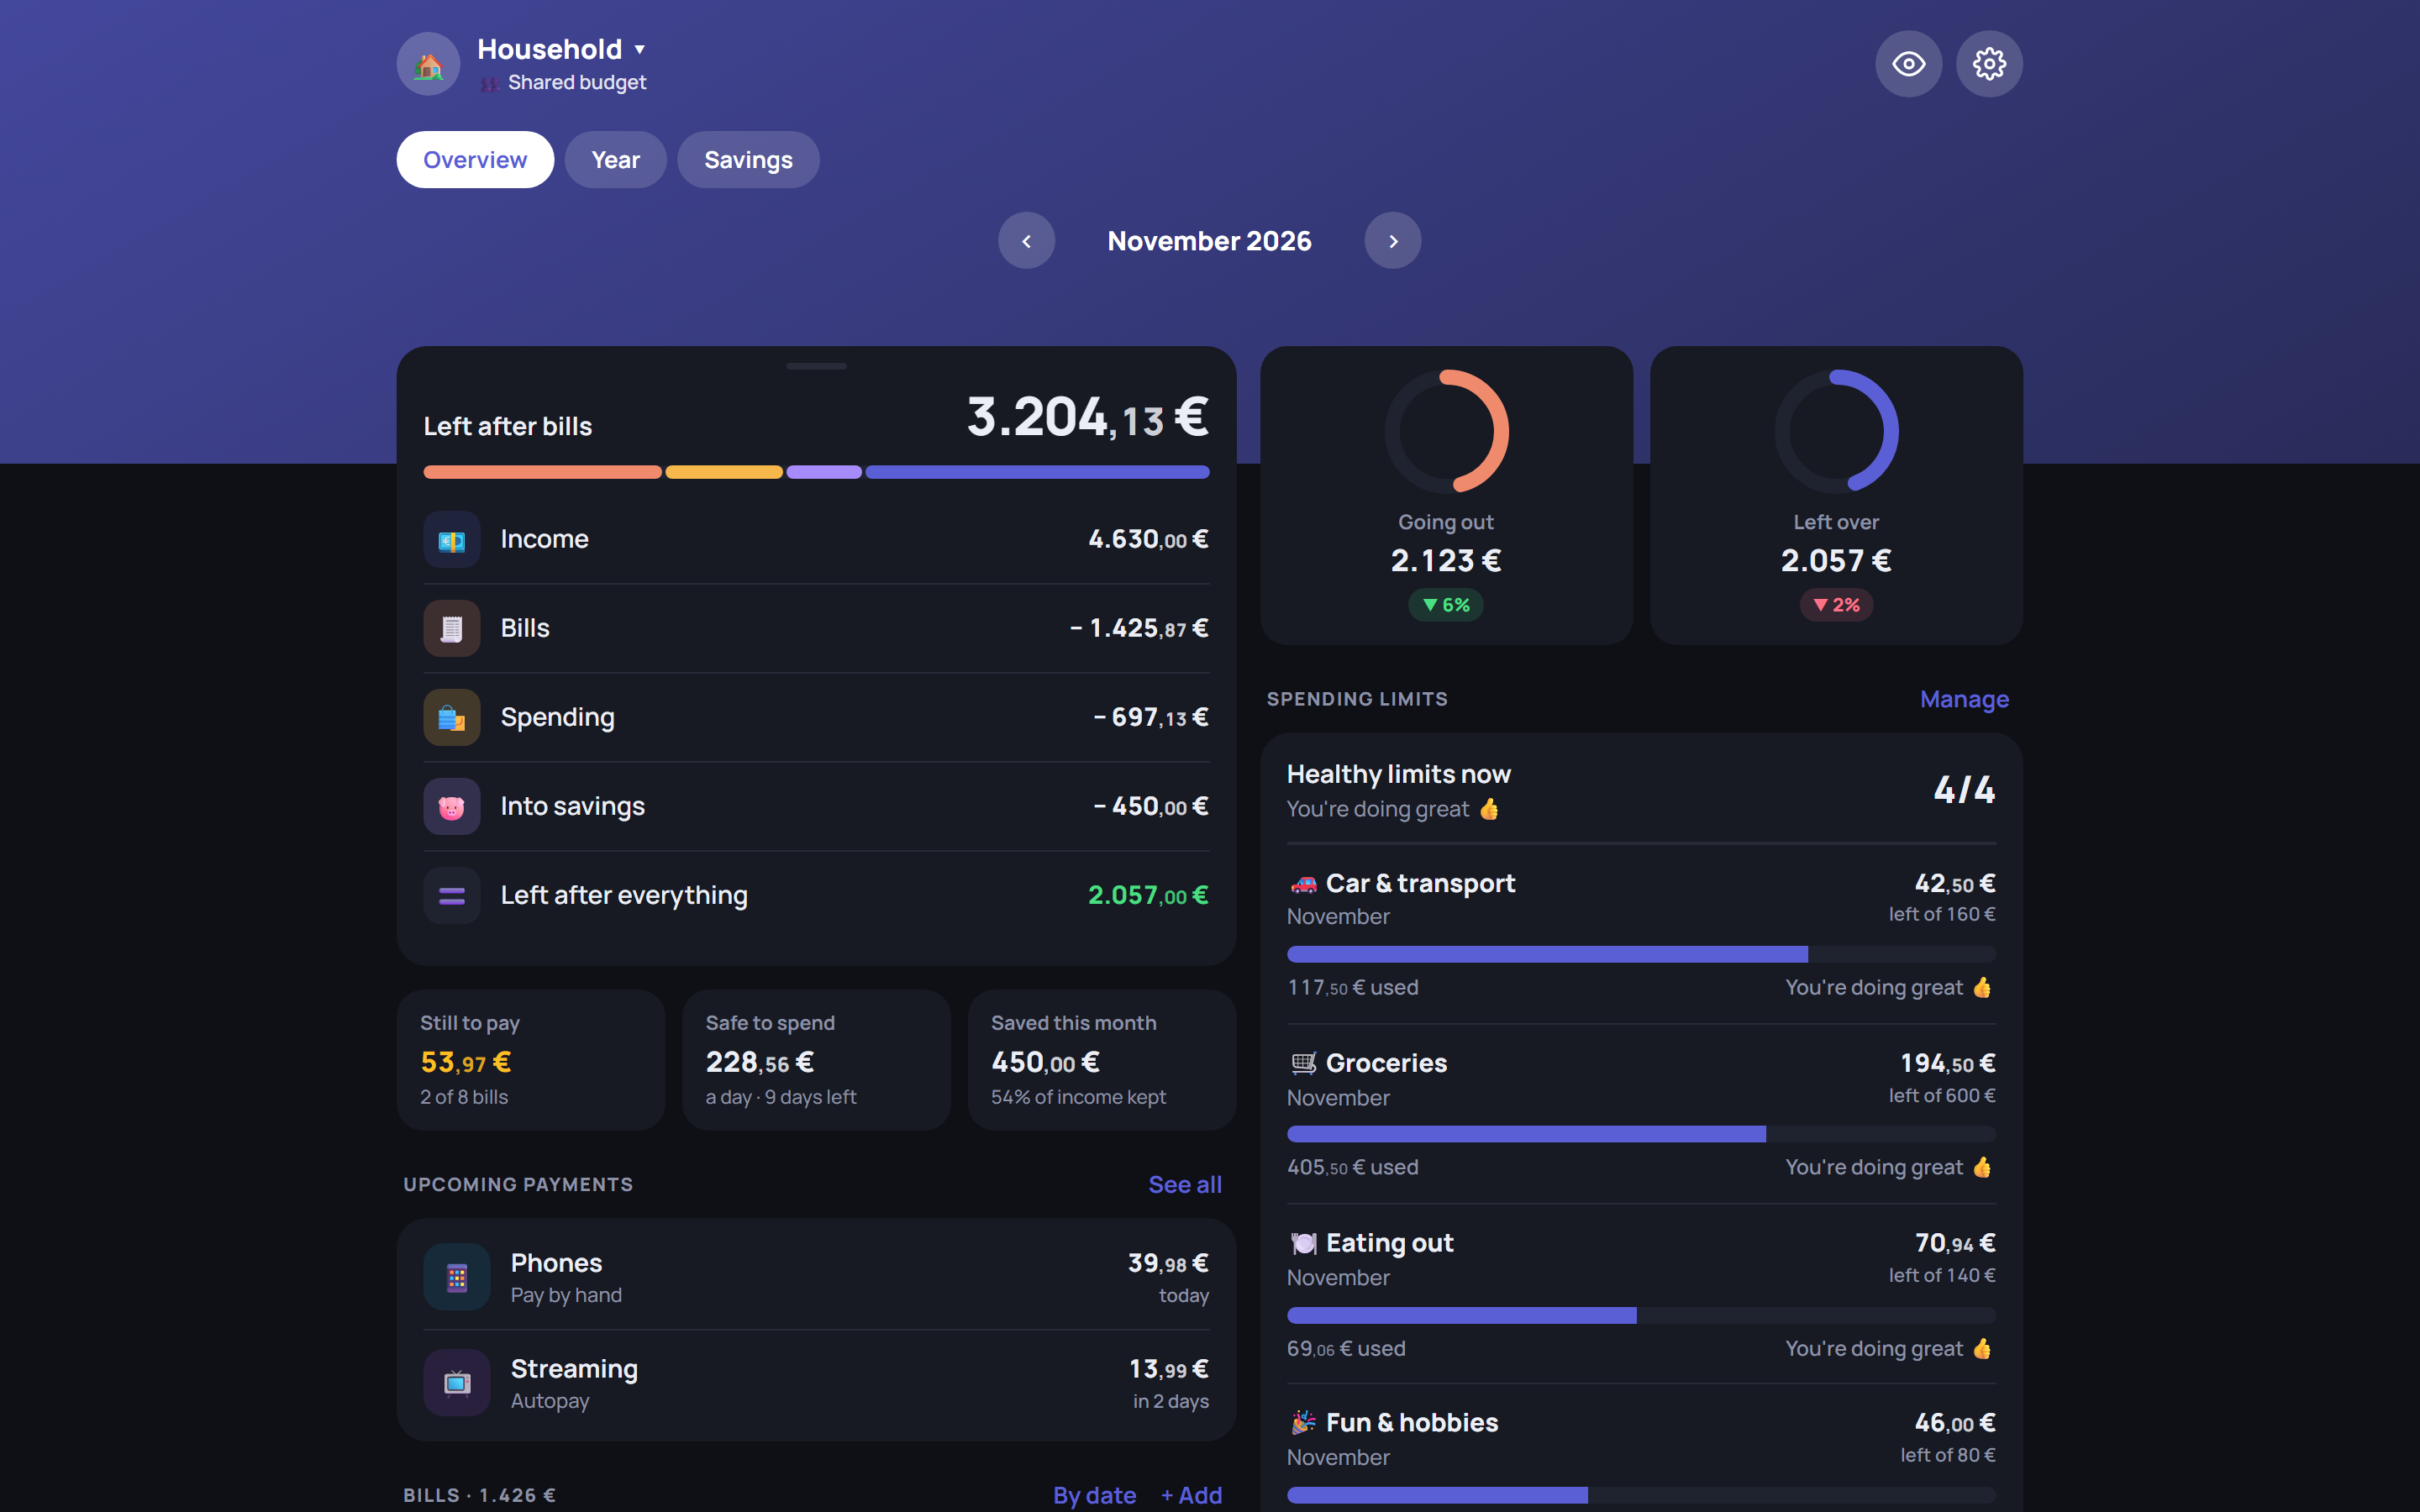 Household ▼
Shared budget
Overview
Year
Savings
November 2026
Left after bills
3.204,13 €
Income
4.630,00 €
Bills
− 1.425,87 €
Spending
− 697,13 €
Into savings
− 450,00 €
Left after everything
2.057,00 €
Still to pay
53,97 €
2 of 8 bills
Safe to spend
228,56 €
a day · 9 days left
Saved this month
450,00 €
54% of income kept
UPCOMING PAYMENTS
See all
Phones
Pay by hand
39,98 €
today
Streaming
Autopay
13,99 €
in 2 days
BILLS · 1.426 €
By date
+ Add
Going out
2.123 €
▼ 6%
Left over
2.057 €
▼ 2%
SPENDING LIMITS
Manage
Healthy limits now
You're doing great 👍
4/4
Car & transport
November
42,50 €
left of 160 €
117,50 € used
You're doing great 👍
Groceries
November
194,50 €
left of 600 €
405,50 € used
You're doing great 👍
Eating out
November
70,94 €
left of 140 €
69,06 € used
You're doing great 👍
Fun & hobbies
November
46,00 €
left of 80 €